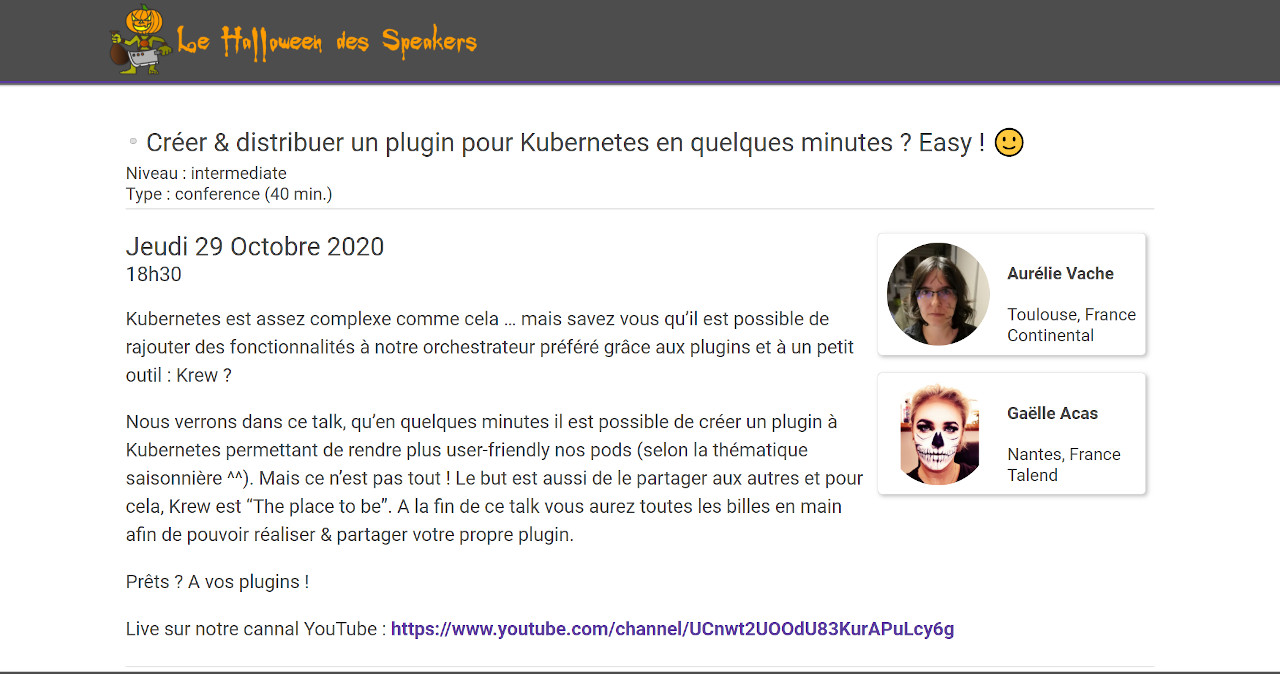 Le Halloween des Speakers
Créer & distribuer un plugin pour Kubernetes en quelques minutes ? Easy ! 🙂
Niveau : intermediate
Type : conference (40 min.)
Jeudi 29 Octobre 2020
18h30
Kubernetes est assez complexe comme cela … mais savez vous qu’il est possible de
rajouter des fonctionnalités à notre orchestrateur préféré grâce aux plugins et à un petit
outil : Krew ?
Nous verrons dans ce talk, qu’en quelques minutes il est possible de créer un plugin à
Kubernetes permettant de rendre plus user-friendly nos pods (selon la thématique
saisonnière ^^). Mais ce n’est pas tout ! Le but est aussi de le partager aux autres et pour
cela, Krew est “The place to be”. A la fin de ce talk vous aurez toutes les billes en main
afin de pouvoir réaliser & partager votre propre plugin.
Prêts ? A vos plugins !
Live sur notre cannal YouTube : https://www.youtube.com/channel/UCnwt2UOOdU83KurAPuLcy6g
Aurélie Vache
Toulouse, France
Continental
Gaëlle Acas
Nantes, France
Talend